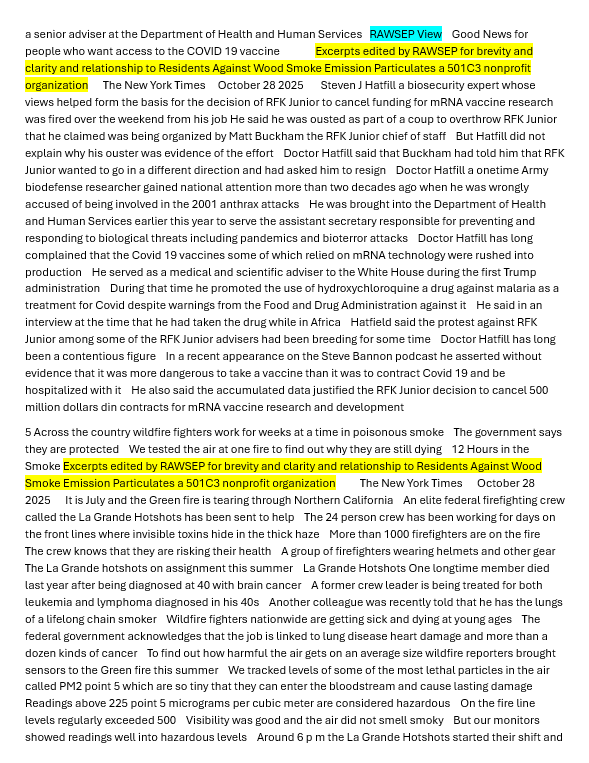 a senior adviser at the Department of Health and Human Services   RAWSEP View    Good News for
people who want access to the COVID 19 vaccine              Excerpts edited by RAWSEP for brevity and
clarity and relationship to Residents Against Wood Smoke Emission Particulates a 501C3 nonprofit
organization     The New York Times    October 28 2025      Steven J Hatfill a biosecurity expert whose
views helped form the basis for the decision of RFK Junior to cancel funding for mRNA vaccine research
was fired over the weekend from his job He said he was ousted as part of a coup to overthrow RFK Junior
that he claimed was being organized by Matt Buckham the RFK Junior chief of staff    But Hatfill did not
explain why his ouster was evidence of the effort    Doctor Hatfill said that Buckham had told him that RFK
Junior wanted to go in a different direction and had asked him to resign    Doctor Hatfill a onetime Army
biodefense researcher gained national attention more than two decades ago when he was wrongly
accused of being involved in the 2001 anthrax attacks    He was brought into the Department of Health
and Human Services earlier this year to serve the assistant secretary responsible for preventing and
responding to biological threats including pandemics and bioterror attacks    Doctor Hatfill has long
complained that the Covid 19 vaccines some of which relied on mRNA technology were rushed into
production    He served as a medical and scientific adviser to the White House during the first Trump
administration    During that time he promoted the use of hydroxychloroquine a drug against malaria as a
treatment for Covid despite warnings from the Food and Drug Administration against it    He said in an
interview at the time that he had taken the drug while in Africa    Hatfield said the protest against RFK
Junior among some of the RFK Junior advisers had been breeding for some time    Doctor Hatfill has long
been a contentious figure    In a recent appearance on the Steve Bannon podcast he asserted without
evidence that it was more dangerous to take a vaccine than it was to contract Covid 19 and be
hospitalized with it    He also said the accumulated data justified the RFK Junior decision to cancel 500
million dollars din contracts for mRNA vaccine research and development
5 Across the country wildfire fighters work for weeks at a time in poisonous smoke    The government says
they are protected    We tested the air at one fire to find out why they are still dying    12 Hours in the
Smoke Excerpts edited by RAWSEP for brevity and clarity and relationship to Residents Against Wood
Smoke Emission Particulates a 501C3 nonprofit organization        The New York Times      October 28
2025      It is July and the Green fire is tearing through Northern California    An elite federal firefighting crew
called the La Grande Hotshots has been sent to help    The 24 person crew has been working for days on
the front lines where invisible toxins hide in the thick haze    More than 1000 firefighters are on the fire
The crew knows that they are risking their health    A group of firefighters wearing helmets and other gear
The La Grande hotshots on assignment this summer    La Grande Hotshots One longtime member died
last year after being diagnosed at 40 with brain cancer    A former crew leader is being treated for both
leukemia and lymphoma diagnosed in his 40s    Another colleague was recently told that he has the lungs
of a lifelong chain smoker    Wildfire fighters nationwide are getting sick and dying at young ages    The
federal government acknowledges that the job is linked to lung disease heart damage and more than a
dozen kinds of cancer    To find out how harmful the air gets on an average size wildfire reporters brought
sensors to the Green fire this summer    We tracked levels of some of the most lethal particles in the air
called PM2 point 5 which are so tiny that they can enter the bloodstream and cause lasting damage
Readings above 225 point 5 micrograms per cubic meter are considered hazardous    On the fire line
levels regularly exceeded 500    Visibility was good and the air did not smell smoky    But our monitors
showed readings well into hazardous levels    Around 6 p m the La Grande Hotshots started their shift and